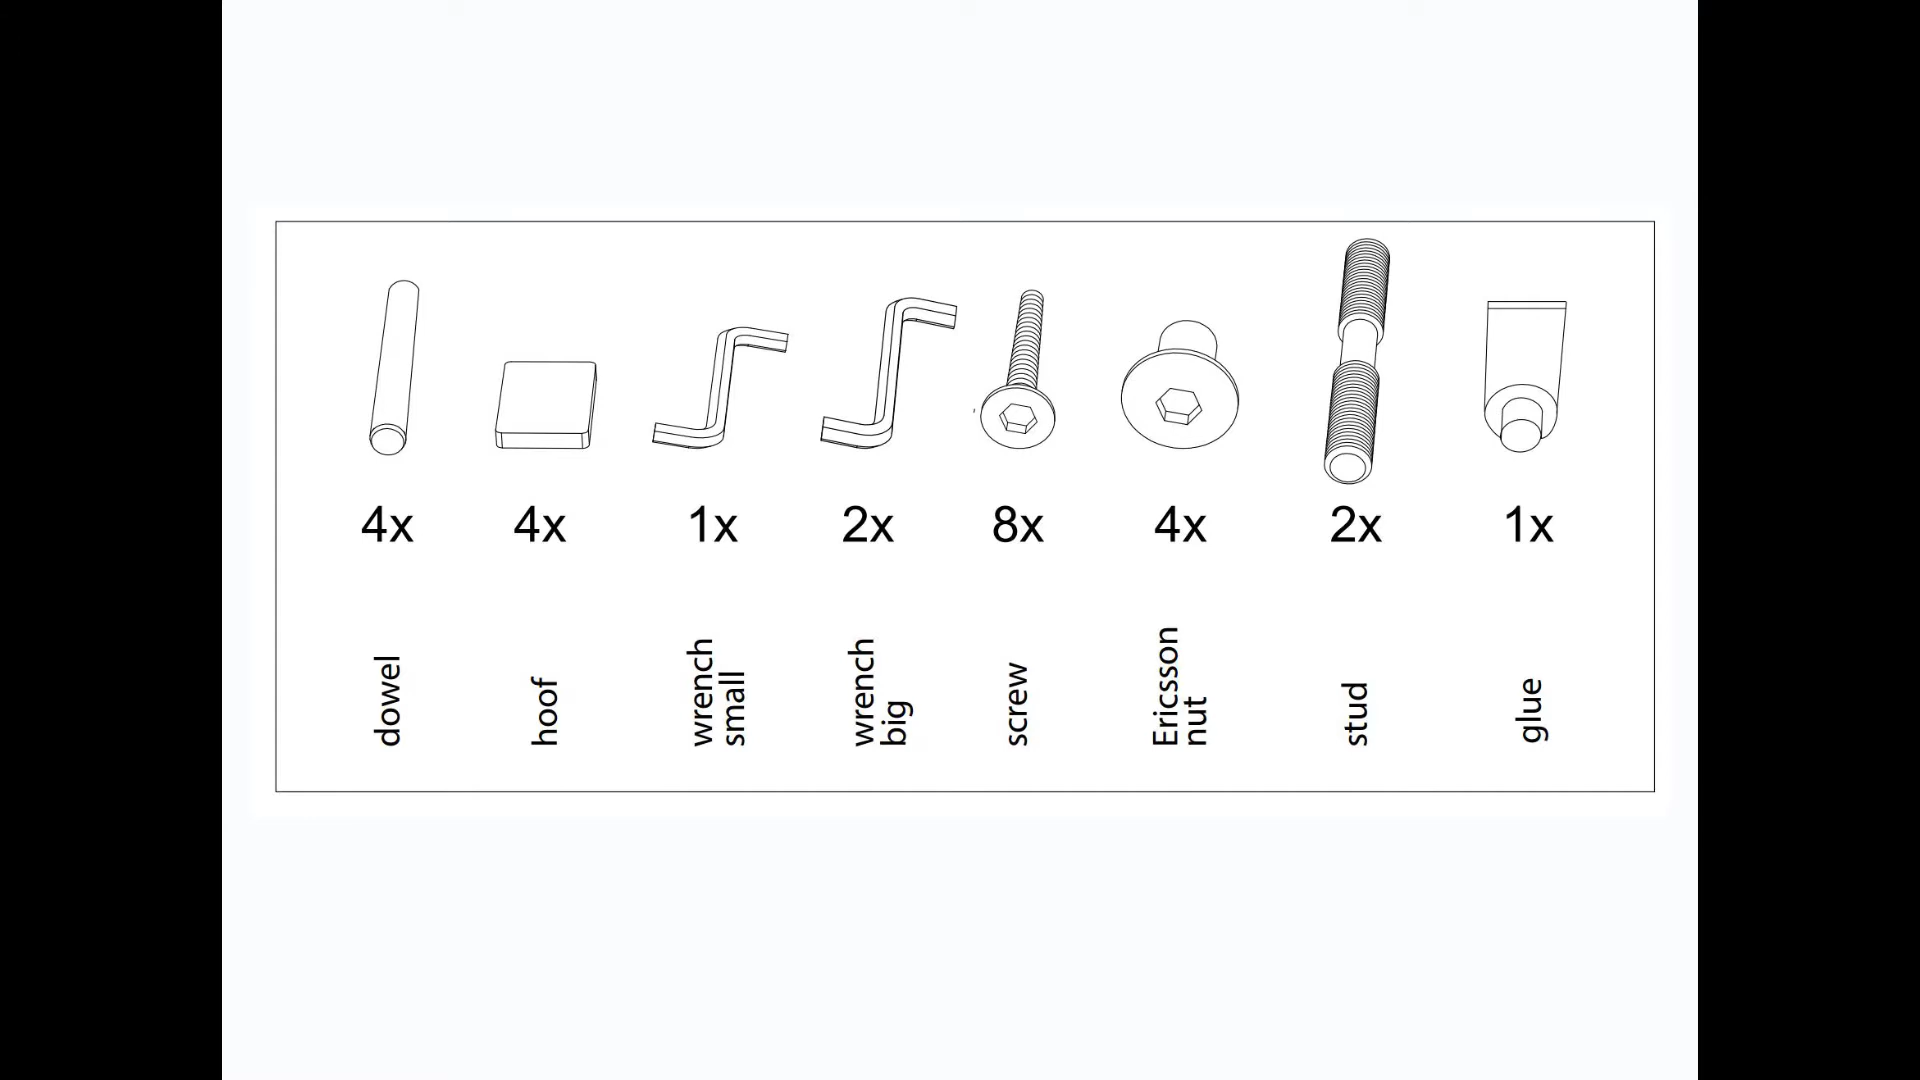 4x 4x 1x 2x 8x 4x 2x 1x
dowel
hoof
wrench
small
wrench
big
screw
Ericsson
nut
stud
glue